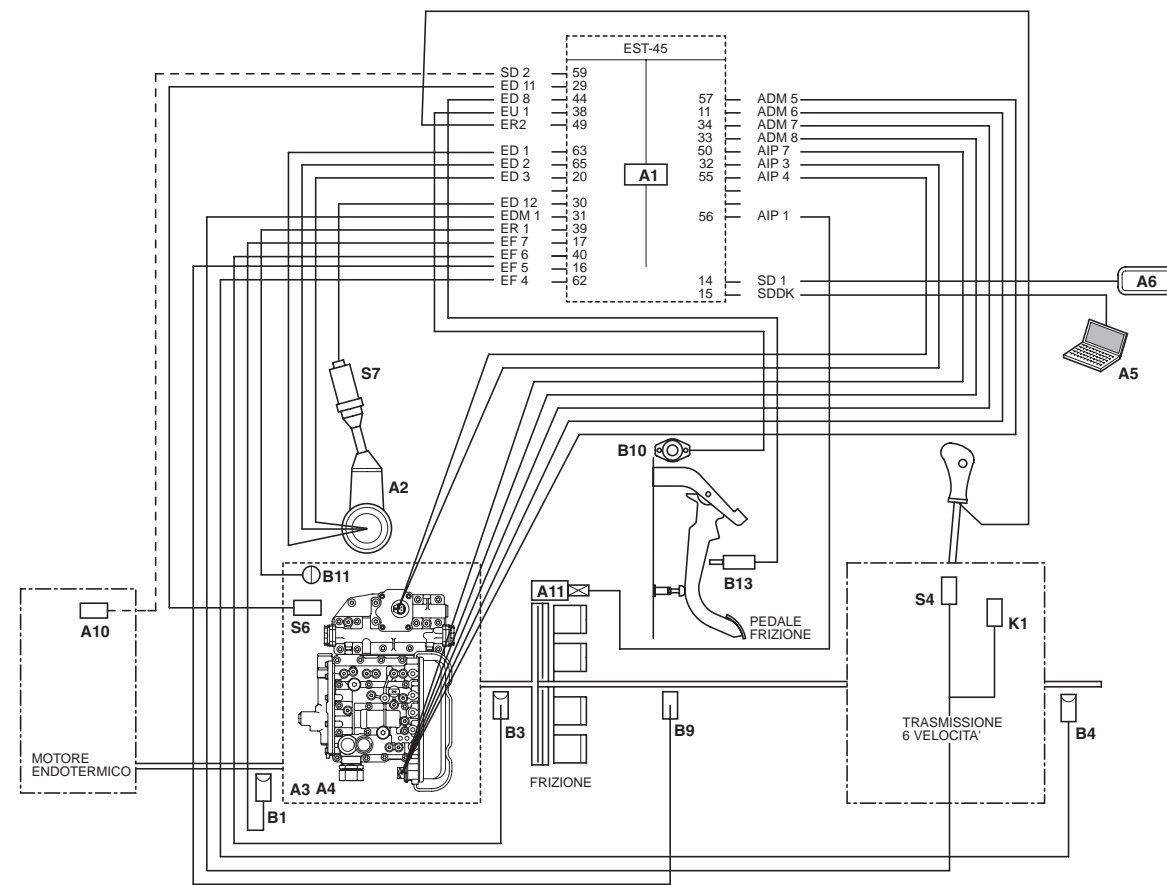 EST-45
SD 2 59
ED 11 29
ED 8 44
EU 1 38
ER2 49
ED 1 63
ED 2 65
ED 3 20
ED 12 30
EDM 1 31
ER 1 39
EF 7 17
EF 6 40
EF 5 16
EF 4 62
A1
57 ADM 5
11 ADM 6
34 ADM 7
33 ADM 8
50 AIP 7
32 AIP 3
55 AIP 4
56 AIP 1
14 SD 1
15 SDDK
A6
A5
S7
A2
B10
B13
PEDALE
FRIZIONE
B11
A11
S6
A10
S4
K1
MOTORE
ENDOTERMICO
A3 A4
B1
B3
FRIZIONE
B9
TRASMISSIONE
6 VELOCITA'
B4